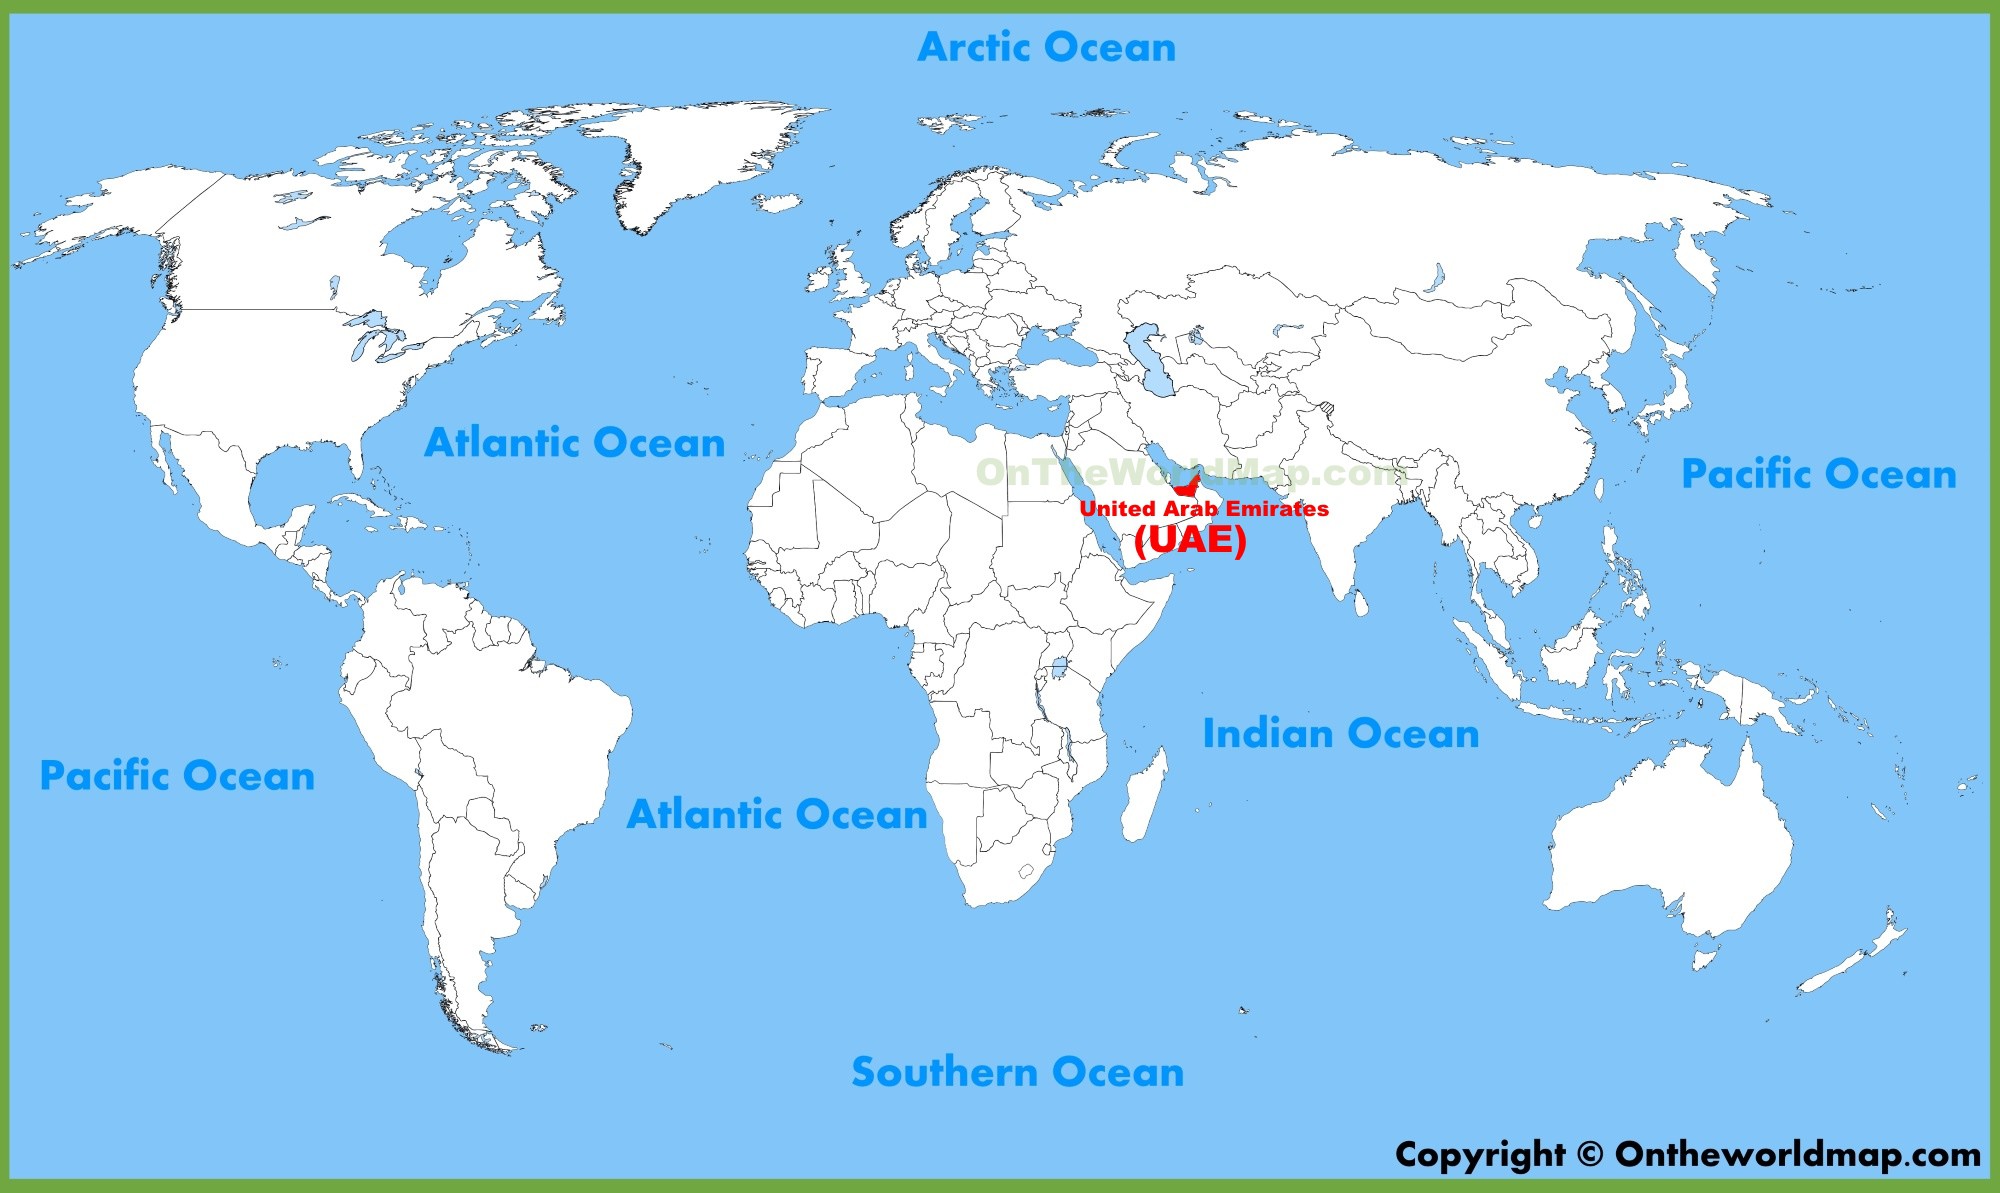 Arctic Ocean
Atlantic Ocean
OnTheWorldMap.com
Pacific Ocean
United Arab Emirates
(UAE)
Indian Ocean
Pacific Ocean
Atlantic Ocean
Southern Ocean
Copyright © Ontheworldmap.com